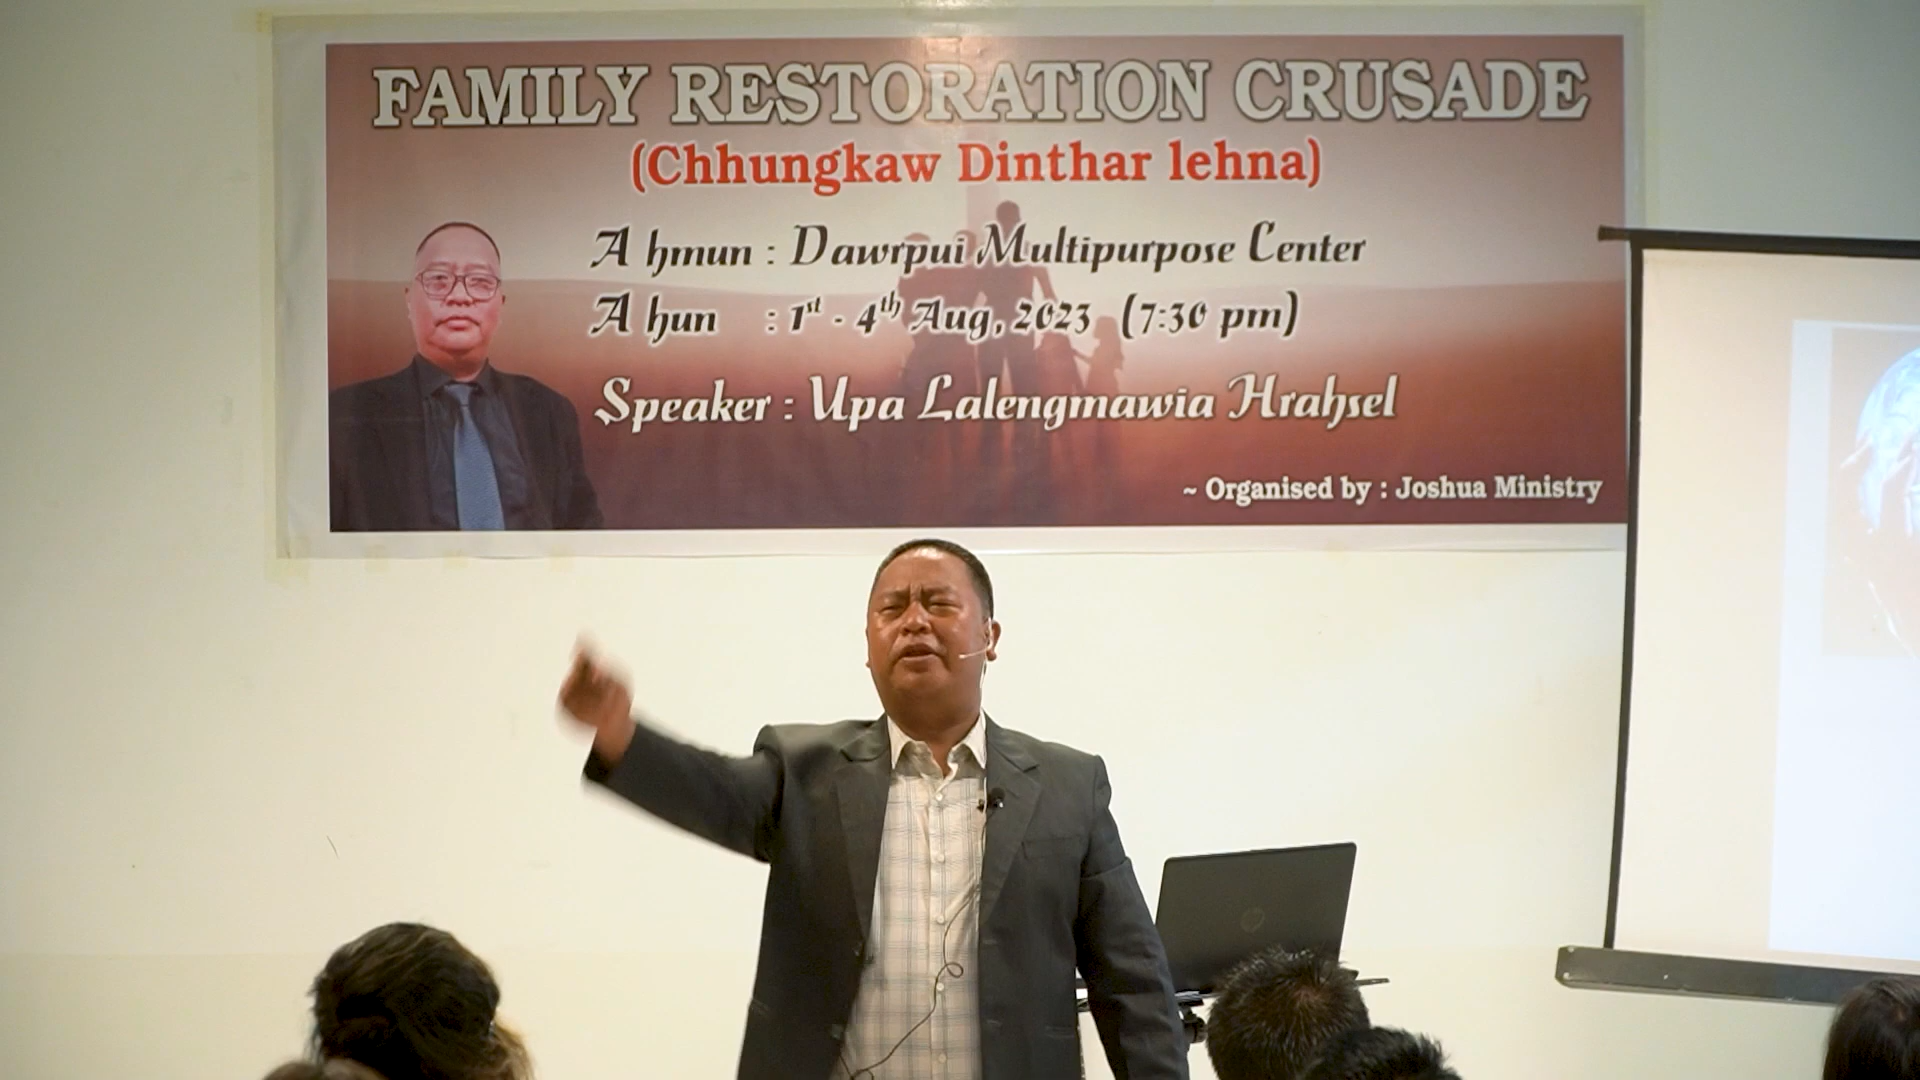 FAMILY RESTORATION CRUSADE
(Chhungkaw Dinthar lehna)
A hmun : Dawrpui Multipurpose Center
A hun : 1st - 4th Aug, 2023 (7:30 pm)
Speaker : Upa Lalengmawia Hrahsel
~ Organised by : Joshua Ministry